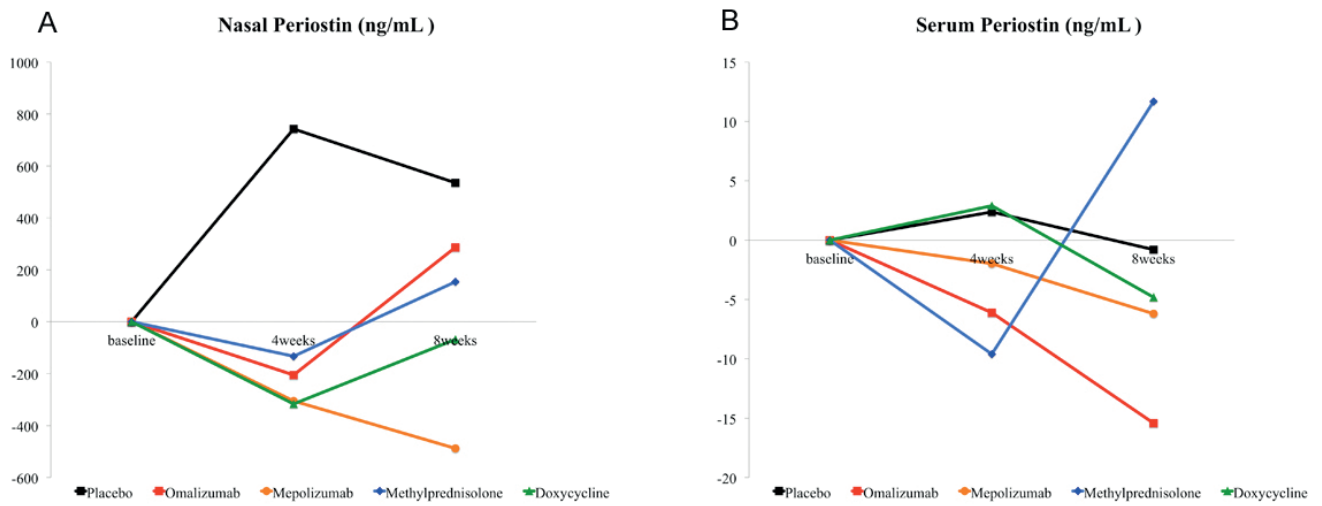 A
Nasal Periostin (ng/mL )
1000
800
600
400
200
0
-200
-400
-600
baseline
4weeks
8weeks
Placebo
Omalizumab
Mepolizumab
Methylprednisolone
Doxycycline
B
Serum Periostin (ng/mL )
15
10
5
0
-5
-10
-15
-20
baseline
4weeks
8weeks
Placebo
Omalizumab
Mepolizumab
Methylprednisolone
Doxycycline